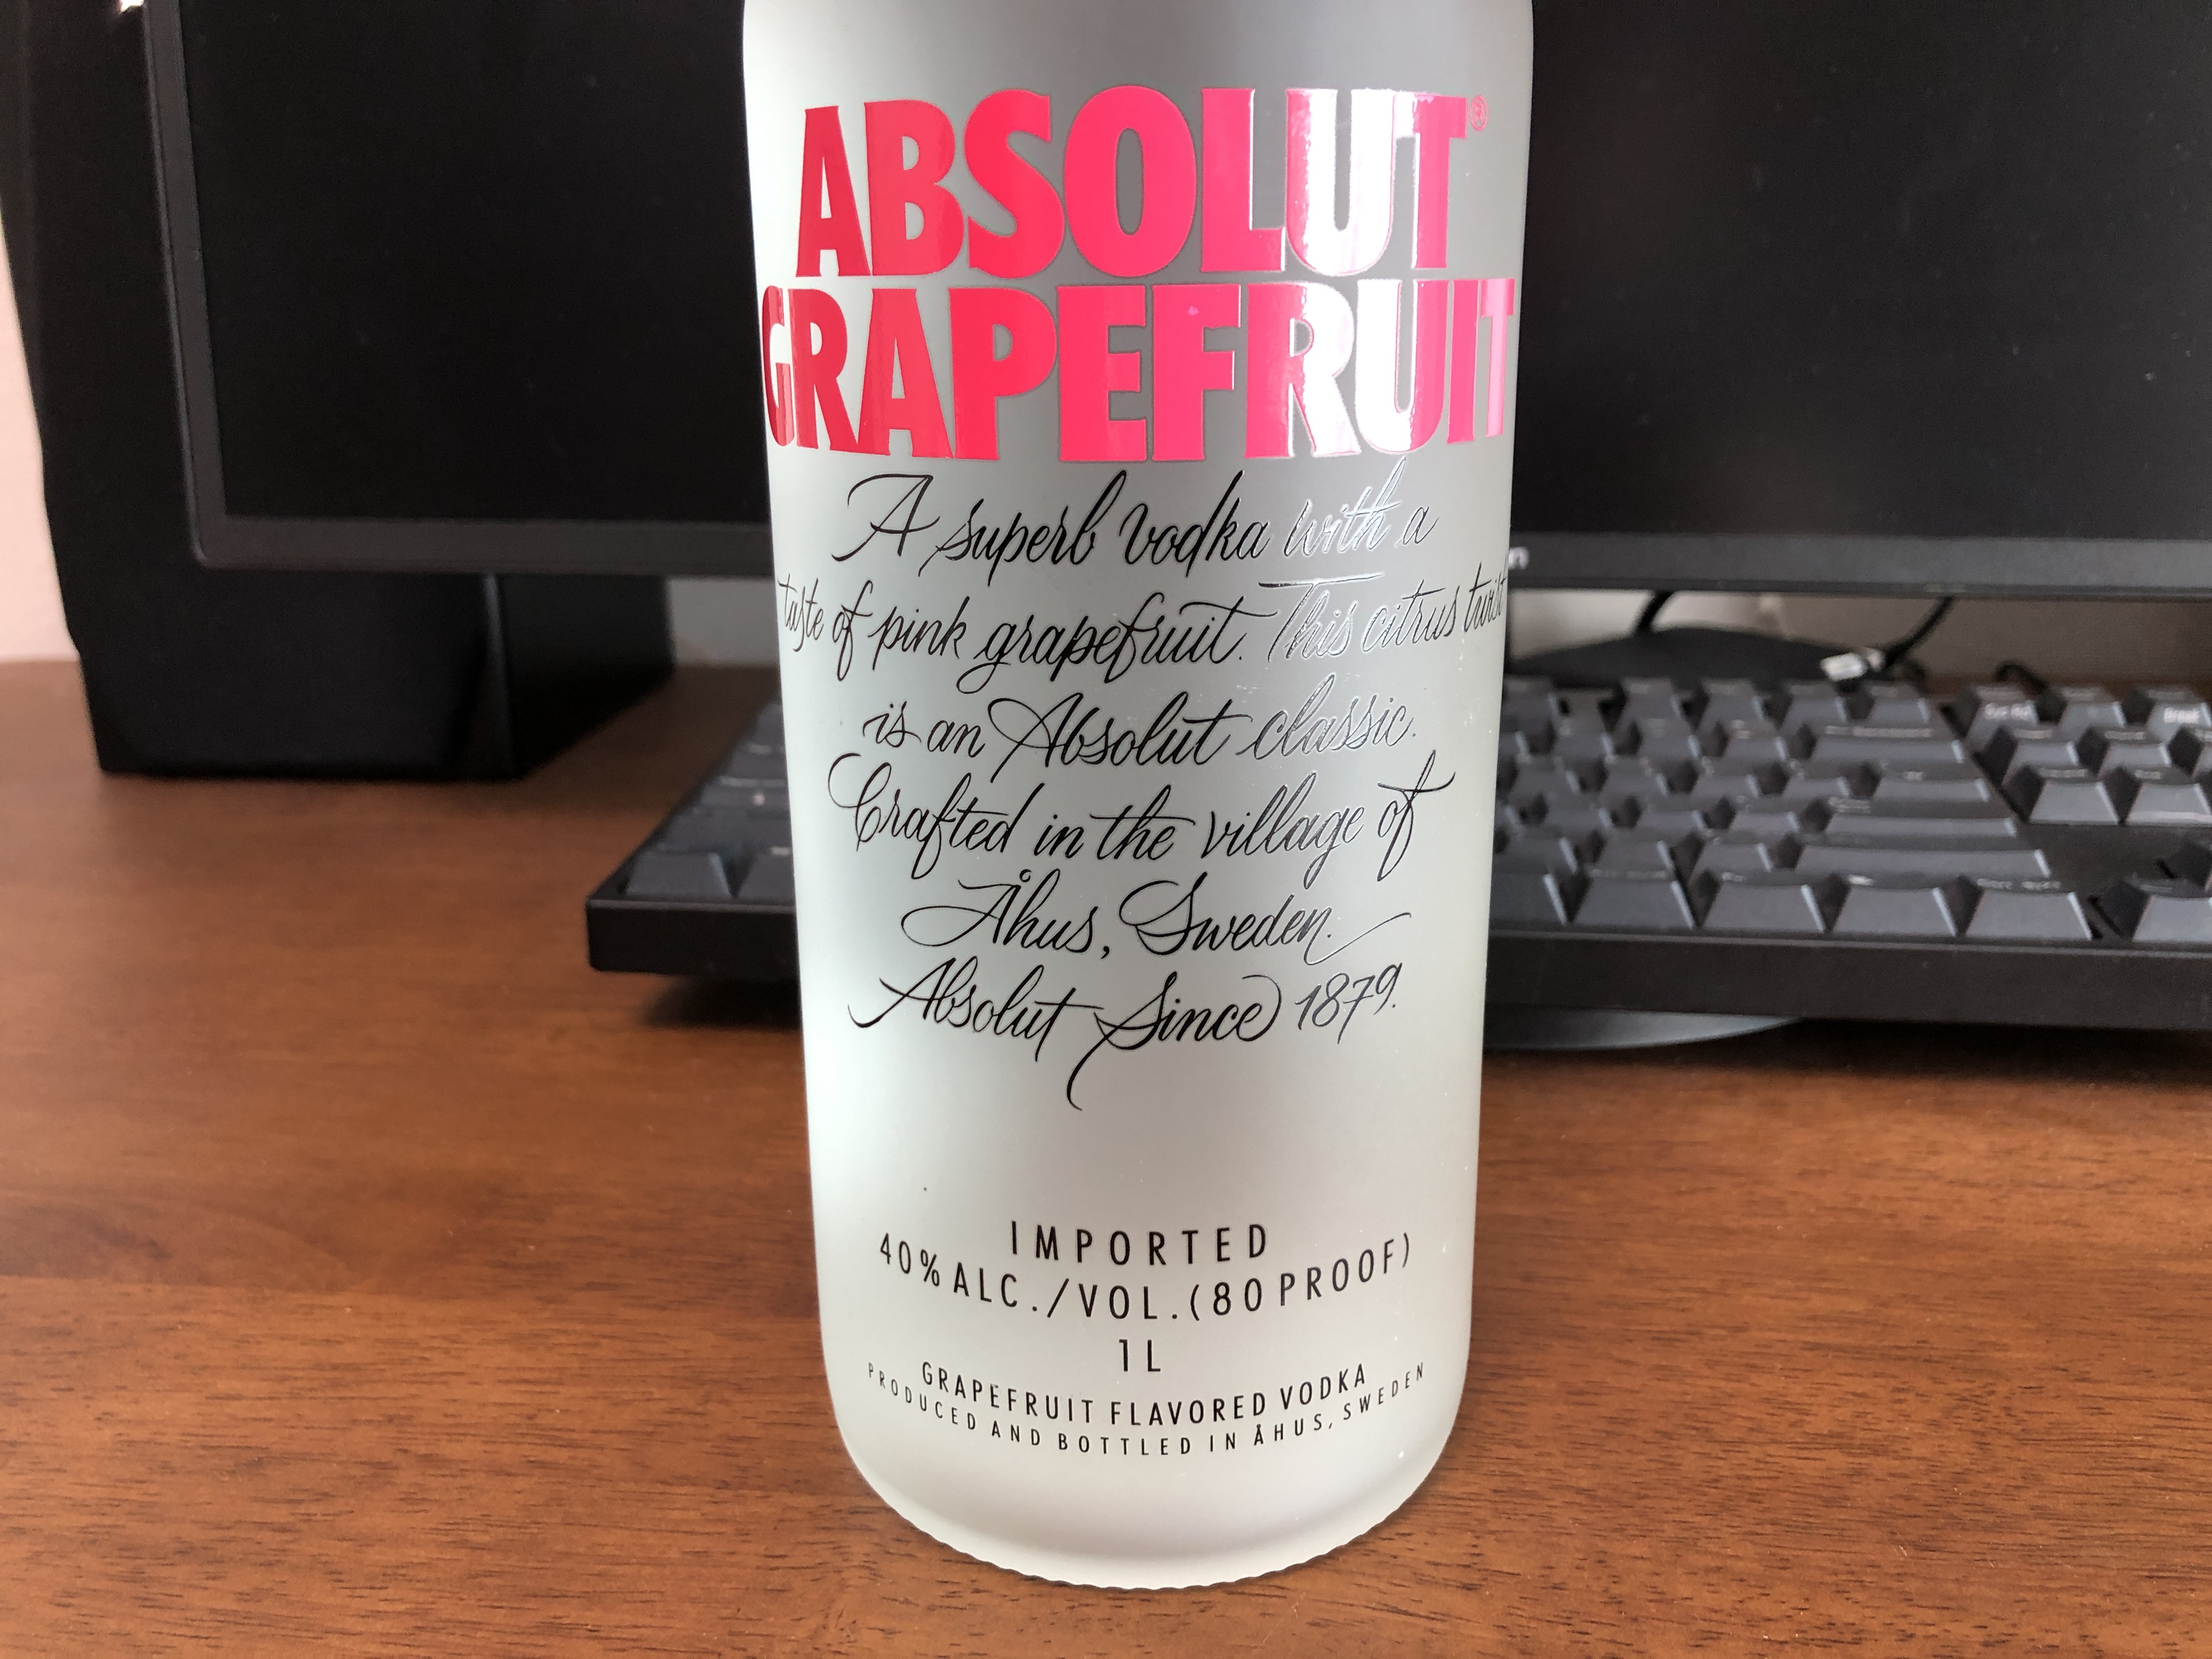 ABSOLUT®
GRAPEFRUIT
A superb vodka with a
taste of pink grapefruit. This citrus twist
is an Absolut classic.
Crafted in the village of
Åhus, Sweden.
Absolut Since 1879.
IMPORTED
40% ALC./VOL. (80 PROOF)
1L
GRAPEFRUIT FLAVORED VODKA
PRODUCED AND BOTTLED IN ÅHUS, SWEDEN
Break